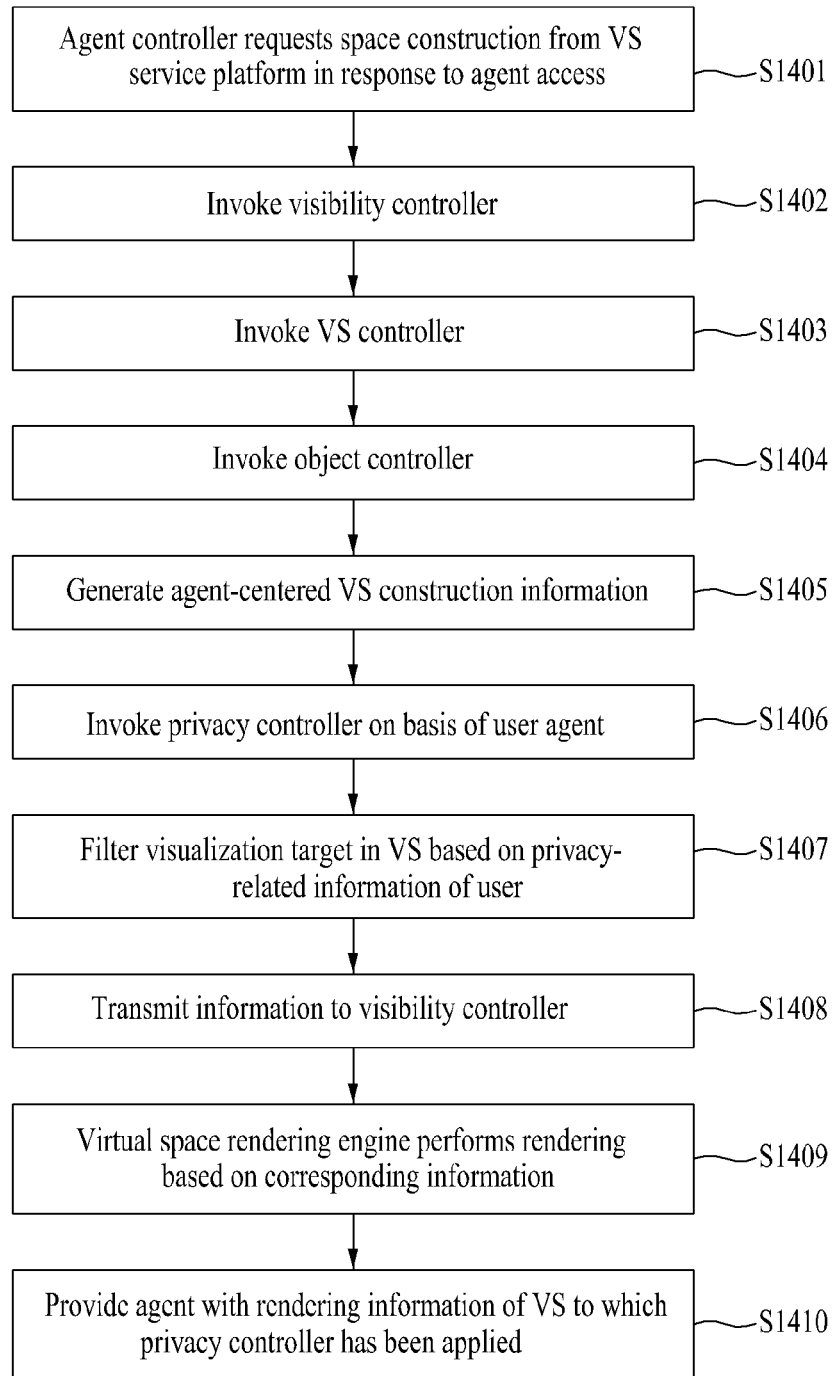 Agent controller requests space construction from VS
service platform in response to agent access
S1401
Invoke visibility controller
S1402
Invoke VS controller
S1403
Invoke object controller
S1404
Generate agent-centered VS construction information
S1405
Invoke privacy controller on basis of user agent
S1406
Filter visualization target in VS based on privacy-
related information of user
S1407
Transmit information to visibility controller
S1408
Virtual space rendering engine performs rendering
based on corresponding information
S1409
Provide agent with rendering information of VS to which
privacy controller has been applied
S1410